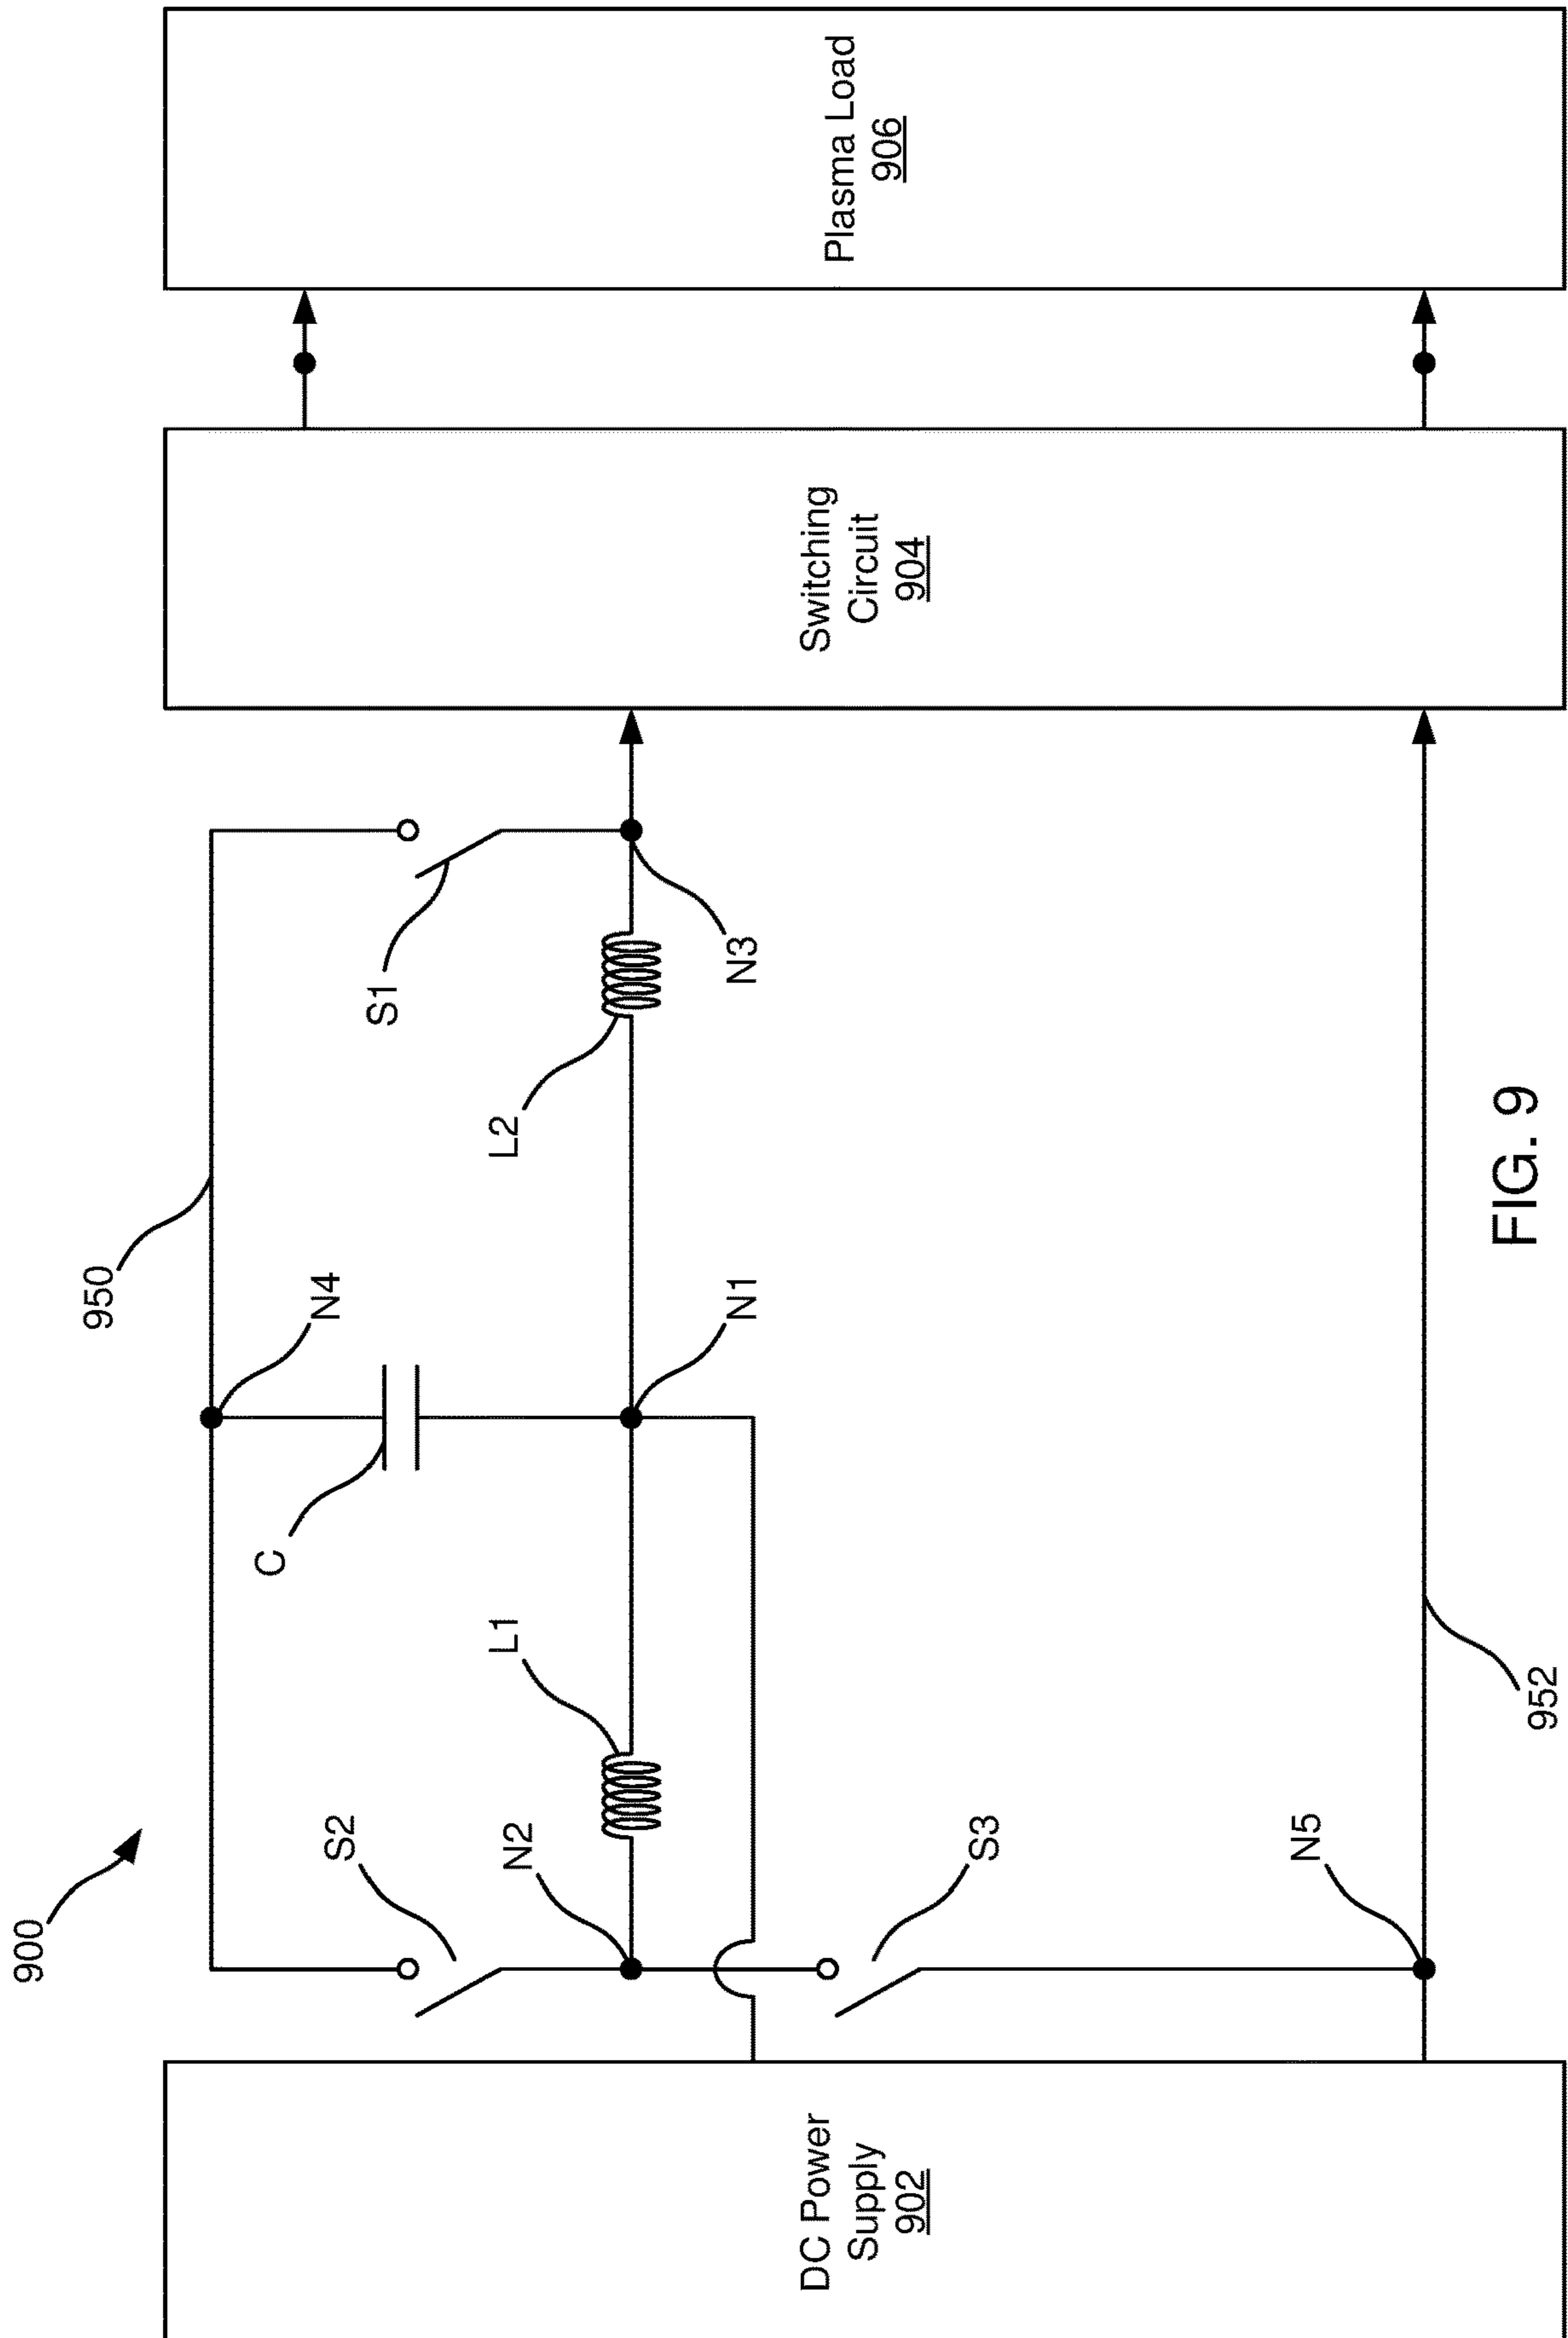 900
950
N4
C
S2
S1
L1
L2
N2
N1
N3
S3
N5
952
DC Power
Supply
902
Switching
Circuit
904
Plasma Load
906
FIG. 9